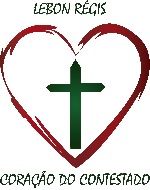 LEBON RÉGIS
CORAÇÃO DO CONTESTADO